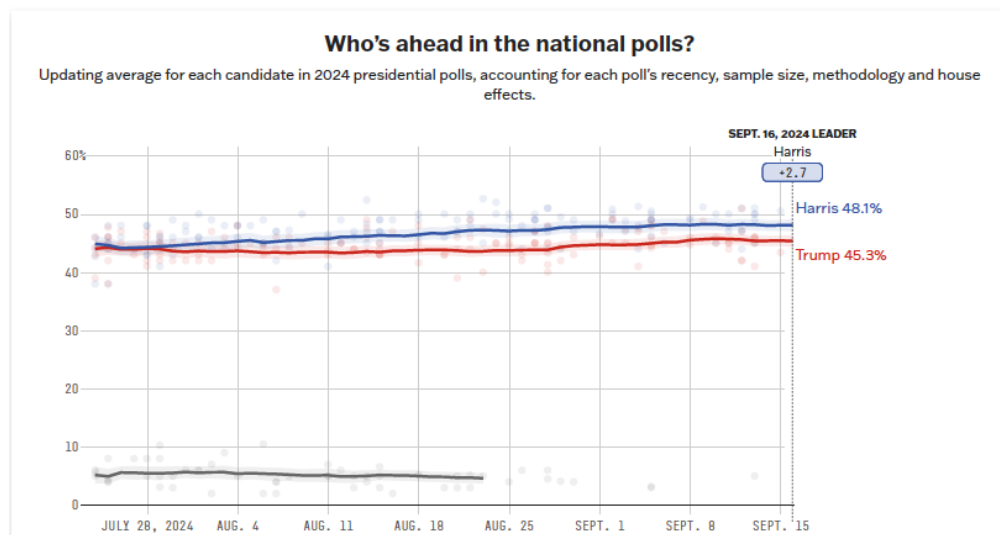 Who's ahead in the national polls?
Updating average for each candidate in 2024 presidential polls, accounting for each poll's recency, sample size, methodology and house
effects.
SEPT. 16, 2024 LEADER
Harris
+2.7
60%
50
Harris 48.1%
Trump 45.3%
40
30
20
10
0
JULY 28, 2024 AUG. 4 AUG. 11 AUG. 18 AUG. 25 SEPT. 1 SEPT. 8 SEPT. 15